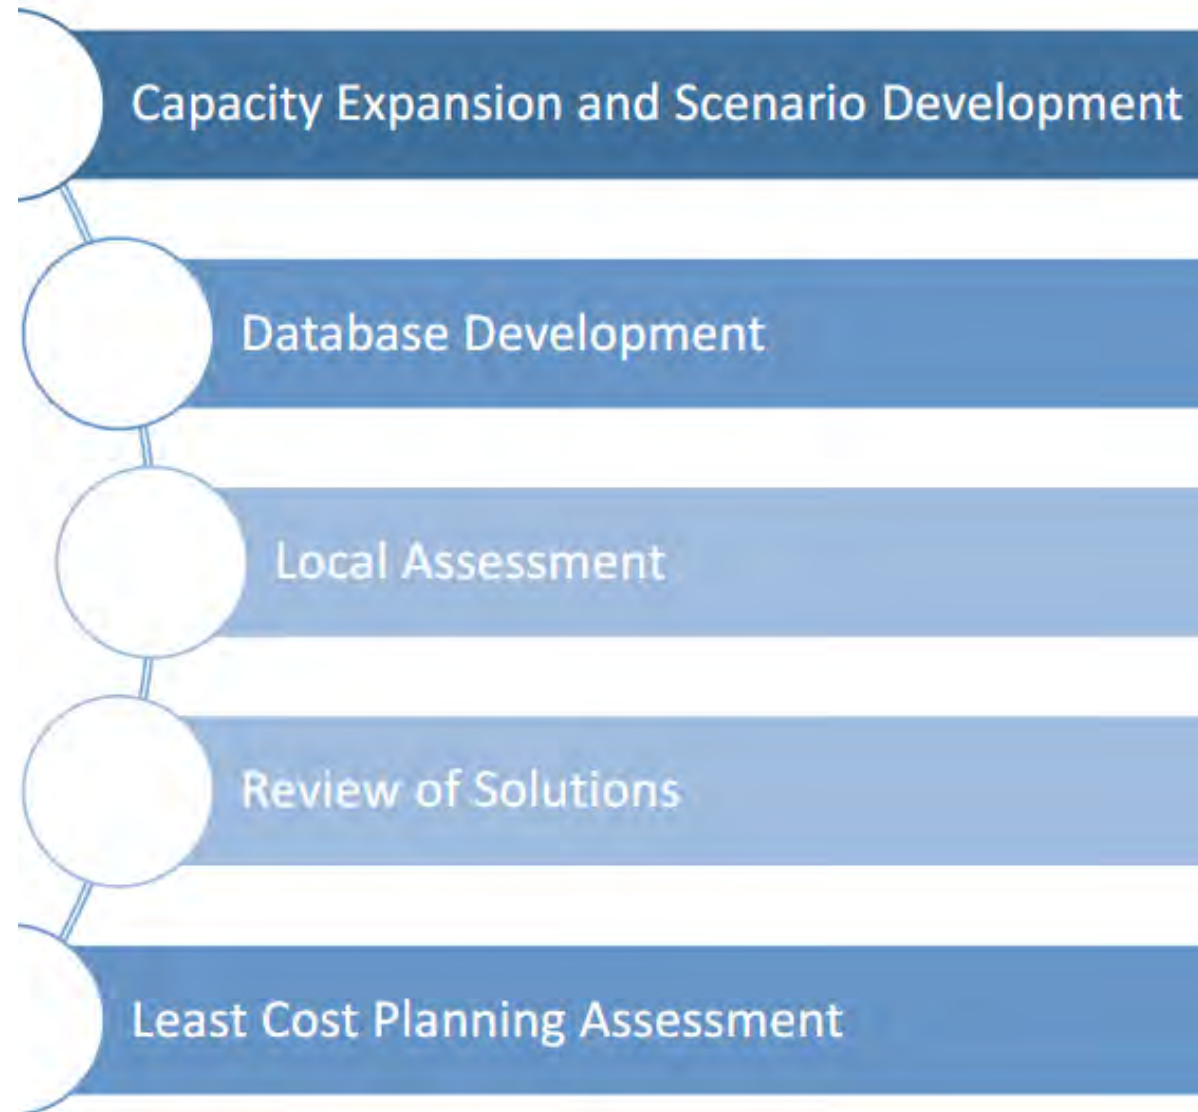 Capacity Expansion and Scenario Development
Database Development
Local Assessment
Review of Solutions
Least Cost Planning Assessment